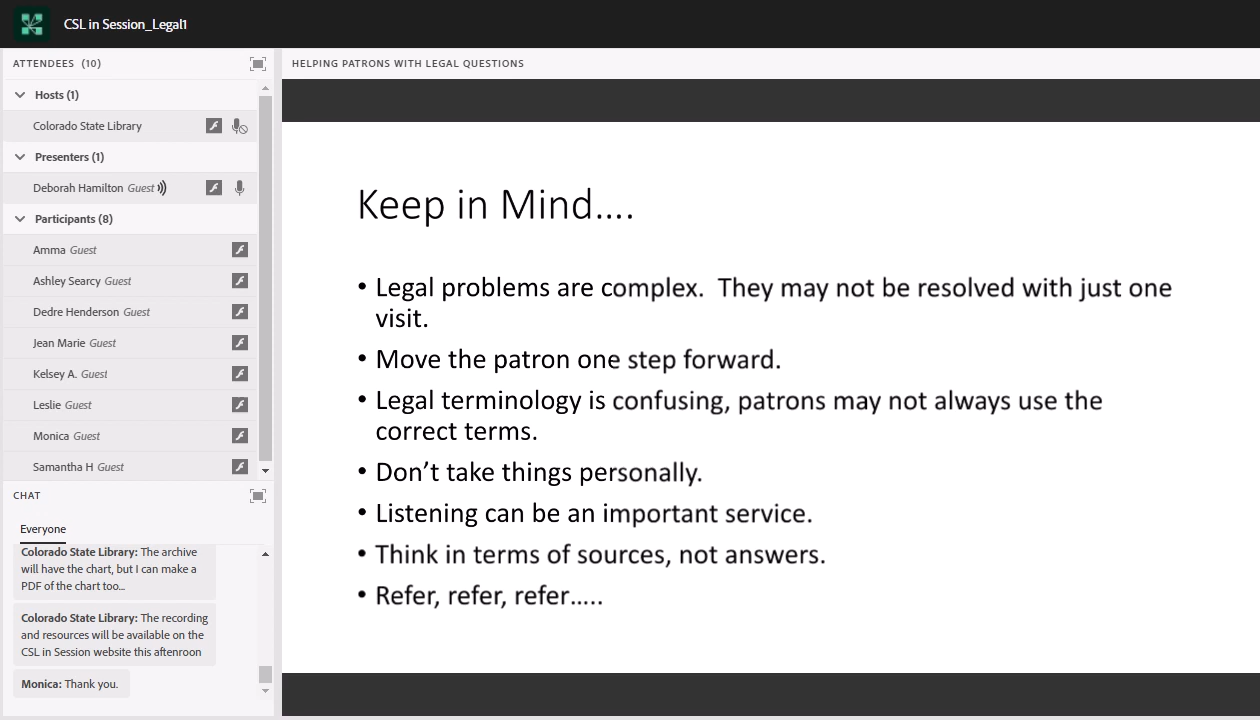 CSL in Session_Legal1
ATTENDEES (10)
Hosts (1)
Colorado State Library
Presenters (1)
Deborah Hamilton Guest
Participants (8)
Amma Guest
Ashley Searcy Guest
Dedre Henderson Guest
Jean Marie Guest
Kelsey A. Guest
Leslie Guest
Monica Guest
Samantha H Guest
CHAT
Everyone
Colorado State Library: The archive
will have the chart, but I can make a
PDF of the chart too...
Colorado State Library: The recording
and resources will be available on the
CSL in Session website this aftenroon
Monica: Thank you.
HELPING PATRONS WITH LEGAL QUESTIONS
Keep in Mind....
• Legal problems are complex.  They may not be resolved with just one
visit.
• Move the patron one step forward.
• Legal terminology is confusing, patrons may not always use the
correct terms.
• Don’t take things personally.
• Listening can be an important service.
• Think in terms of sources, not answers.
• Refer, refer, refer.....